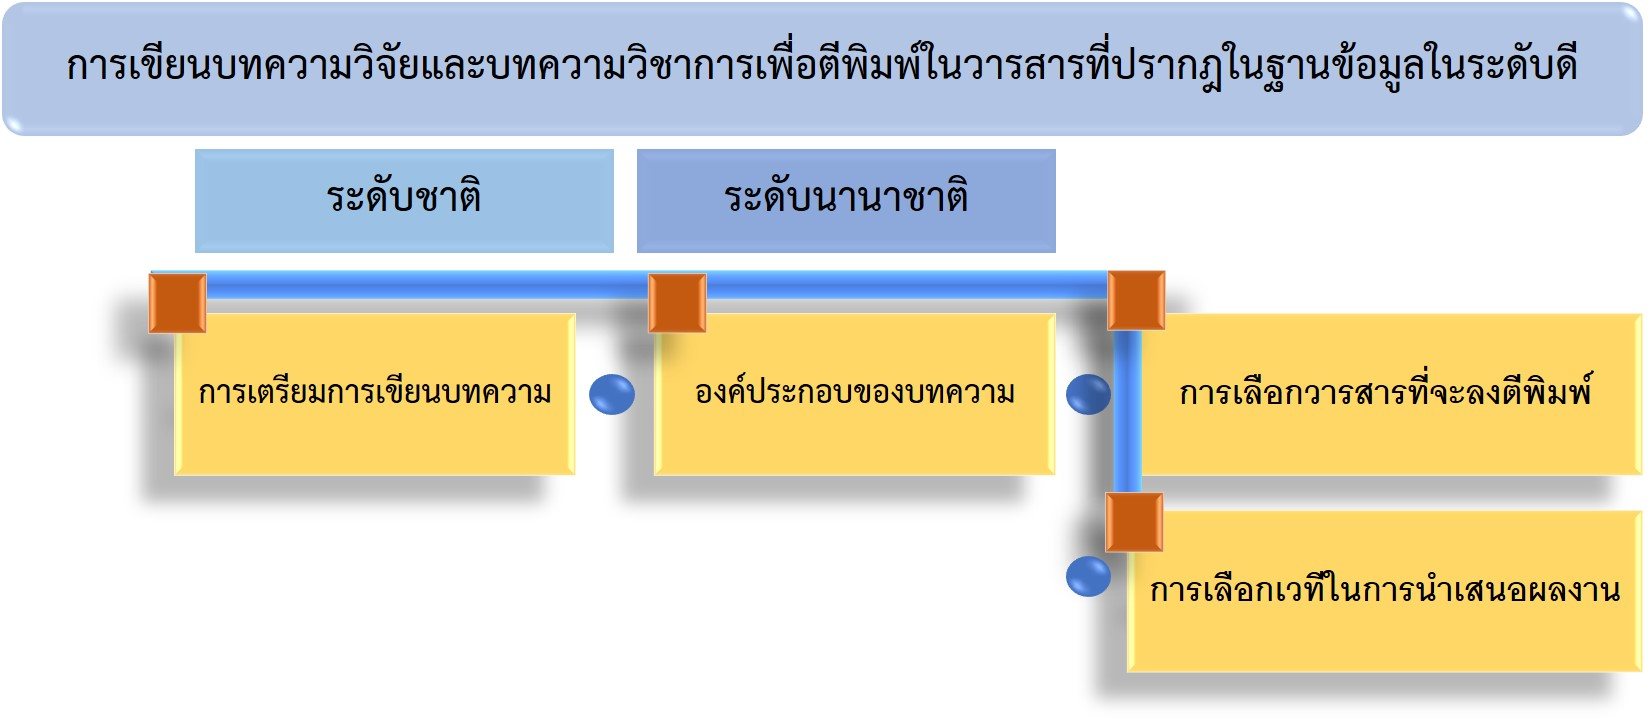 การเขียนบทความวิจัยและบทความวิชาการเพื่อตีพิมพ์ในวารสารที่ปรากฏในฐานข้อมูลในระดับดี
ระดับชาติ
ระดับนานาชาติ
การเตรียมการเขียนบทความ
องค์ประกอบของบทความ
การเลือกวารสารที่จะลงตีพิมพ์
การเลือกเวทีในการนำเสนอผลงาน